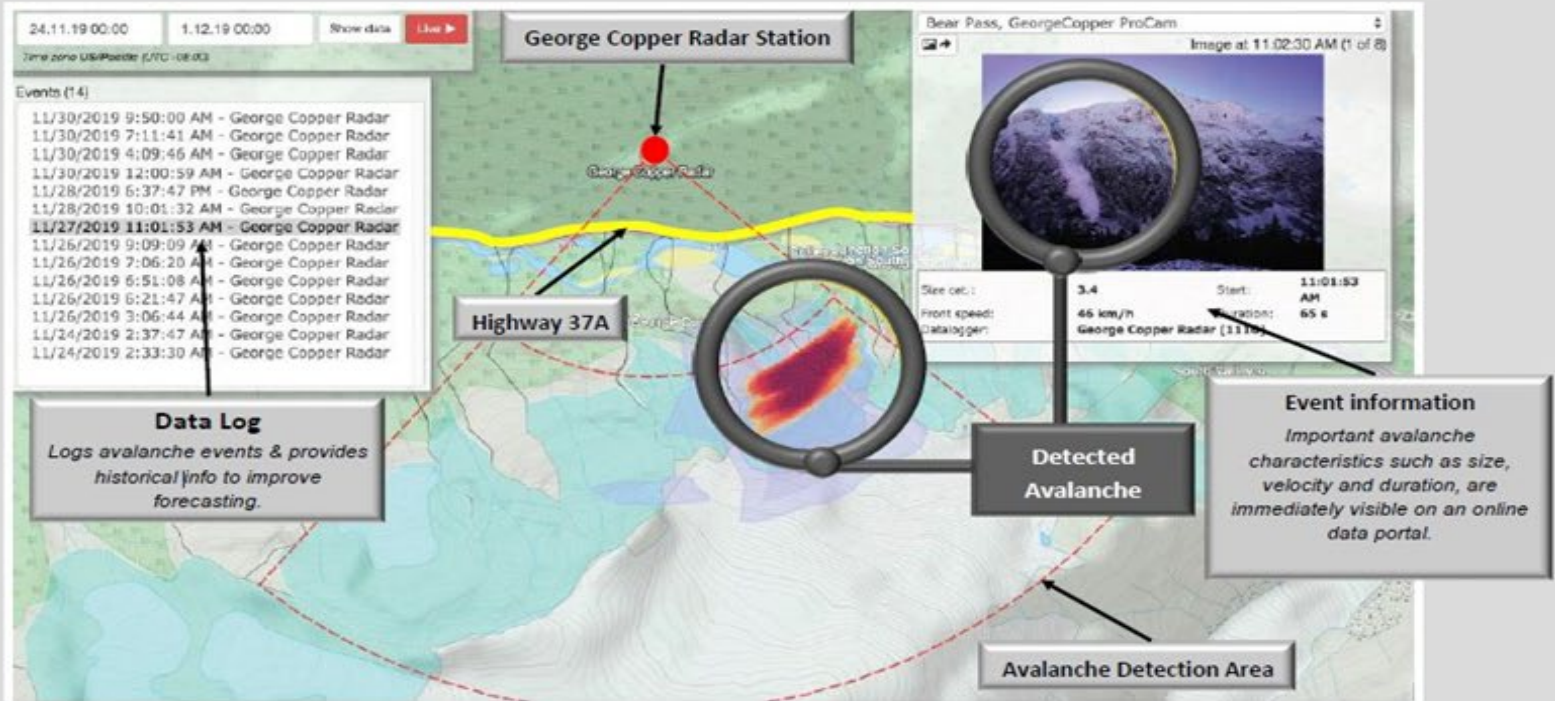 24.11.19 00:00 1.12.19 00:00 Show data Live ▶
Time zone US/Pacific (UTC -08:00)
Events (14)
11/30/2019 9:50:00 AM - George Copper Radar
11/30/2019 7:11:41 AM - George Copper Radar
11/30/2019 4:09:46 AM - George Copper Radar
11/30/2019 12:00:59 AM - George Copper Radar
11/28/2019 6:37:47 PM - George Copper Radar
11/28/2019 10:01:32 AM - George Copper Radar
11/27/2019 11:01:53 AM - George Copper Radar
11/26/2019 9:09:09 AM - George Copper Radar
11/26/2019 7:06:20 AM - George Copper Radar
11/26/2019 6:51:08 AM - George Copper Radar
11/26/2019 6:21:47 AM - George Copper Radar
11/26/2019 3:06:44 AM - George Copper Radar
11/24/2019 2:37:47 AM - George Copper Radar
11/24/2019 2:33:30 AM - George Copper Radar
Data Log
Logs avalanche events & provides
historical info to improve
forecasting.
George Copper Radar Station
George Copper Radar
Highway 37A
Bear Pass, GeorgeCopper ProCam
Image at 11:02:30 AM (1 of 8)
Size cat.: 3.4 Start: 11:01:53
AM
Front speed: 46 km/h Duration: 65 s
Datalogger: George Copper Radar
Detected
Avalanche
Event information
Important avalanche
characteristics such as size,
velocity and duration, are
immediately visible on an online
data portal.
Avalanche Detection Area